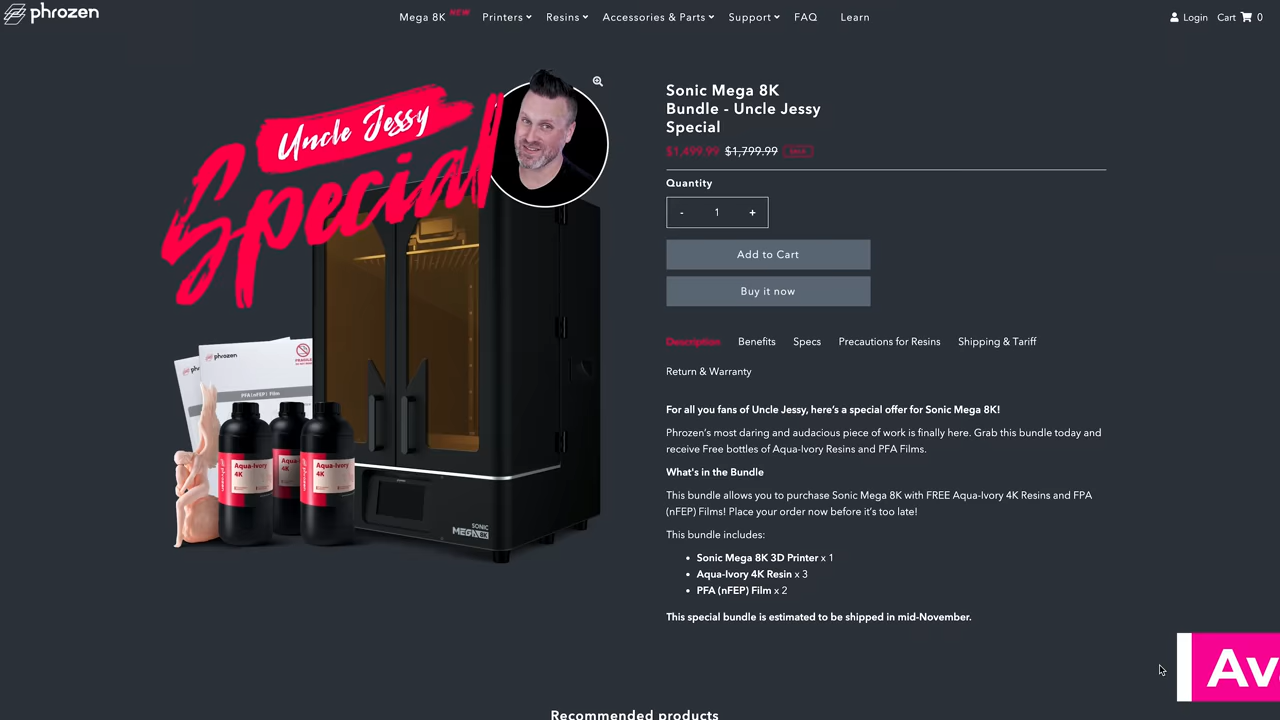 phrozen
Mega 8K NEW Printers Resins Accessories & Parts Support FAQ Learn
Login Cart 0
Uncle Jessy
Special
phrozen
PFA (nFEP) Film
Aqua-Ivory
4K
Aqua-Ivory
4K
SONIC
MEGA 8K
Sonic Mega 8K
Bundle - Uncle Jessy
Special
$1,499.99 $1,799.99 SALE
Quantity
- 1 +
Add to Cart
Buy it now
Description Benefits Specs Precautions for Resins Shipping & Tariff
Return & Warranty
For all you fans of Uncle Jessy, here's a special offer for Sonic Mega 8K!
Phrozen's most daring and audacious piece of work is finally here. Grab this bundle today and
receive Free bottles of Aqua-Ivory Resins and PFA Films.
What's in the Bundle
This bundle allows you to purchase Sonic Mega 8K with FREE Aqua-Ivory 4K Resins and FPA
(nFEP) Films! Place your order now before it's too late!
This bundle includes:
• Sonic Mega 8K 3D Printer x 1
• Aqua-Ivory 4K Resin x 3
• PFA (nFEP) Film x 2
This special bundle is estimated to be shipped in mid-November.
Recommended products